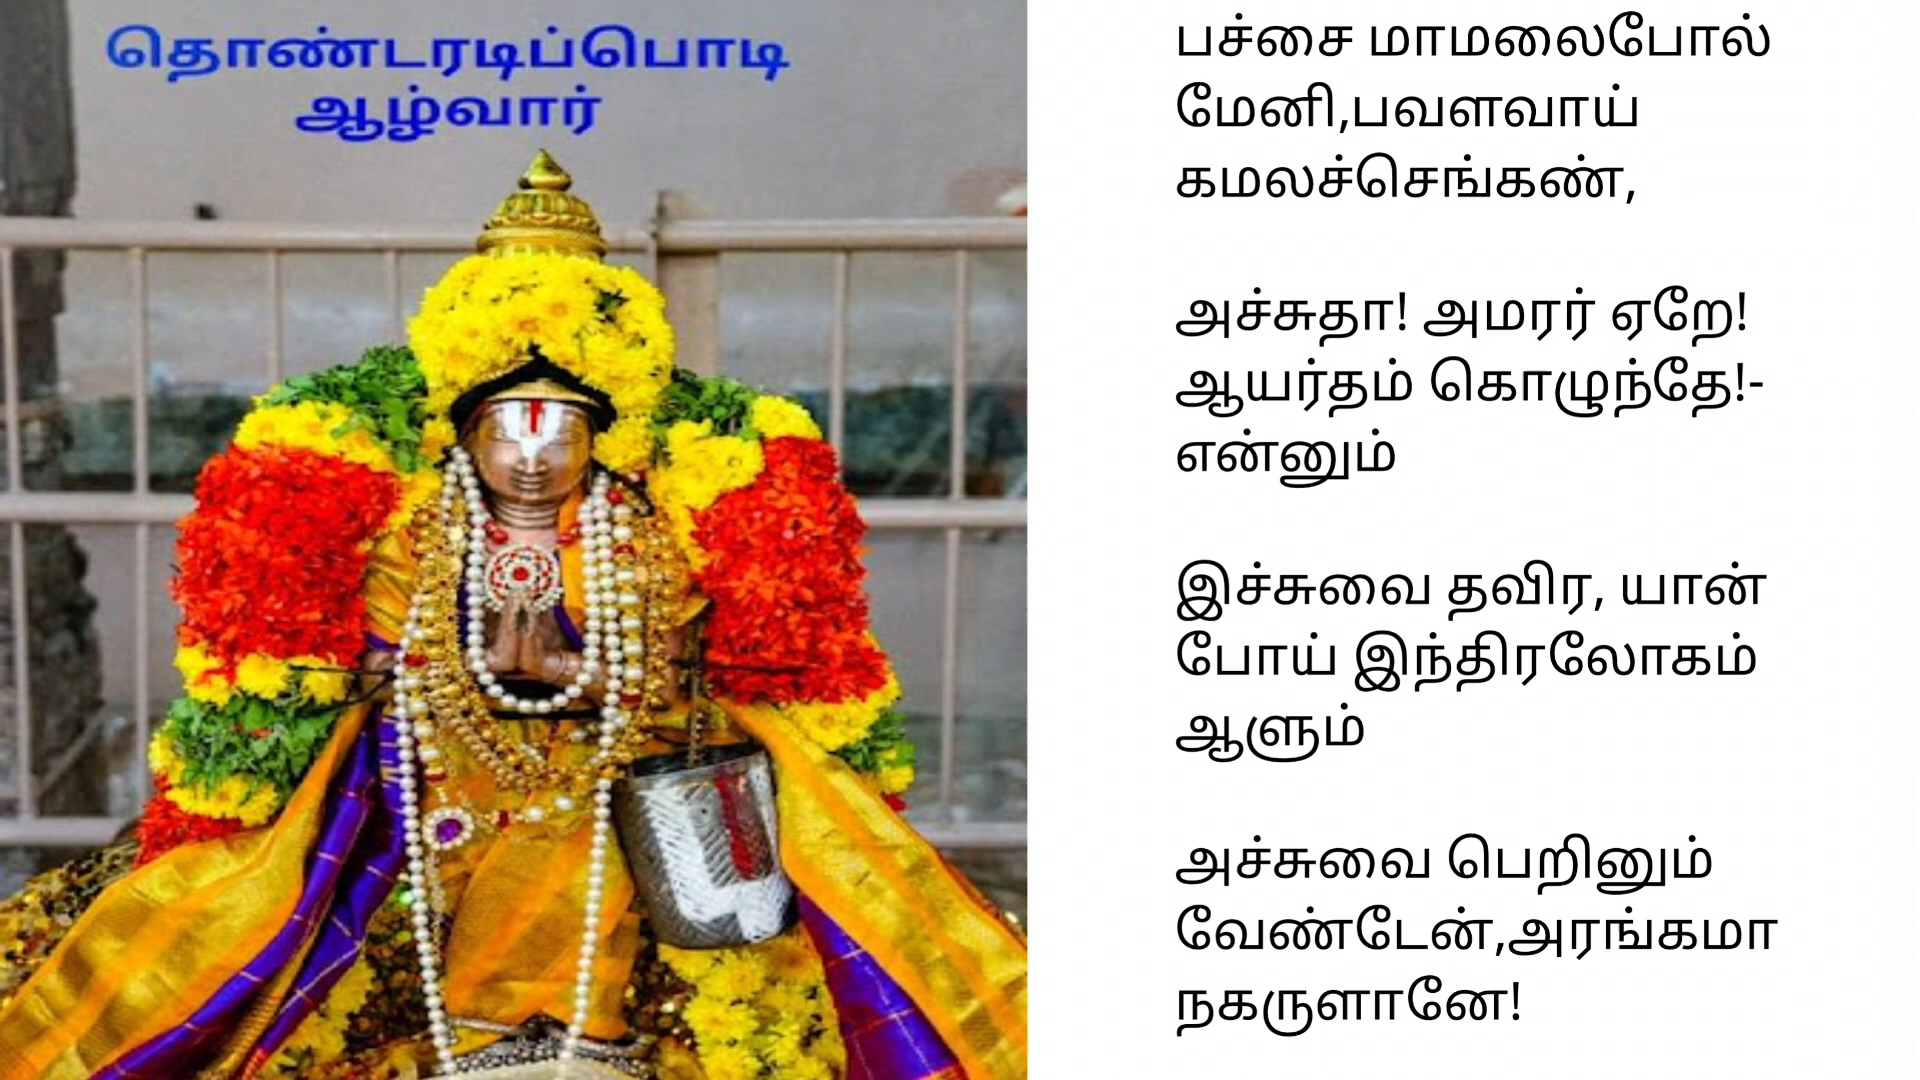 தொண்டரடிப்பொடி
ஆழ்வார்
பச்சை மாமலைபோல்
மேனி,பவளவாய்
கமலச்செங்கண்,
அச்சுதா! அமரர் ஏறே!
ஆயர்தம் கொழுந்தே!-
என்னும்
இச்சுவை தவிர, யான்
போய் இந்திரலோகம்
ஆளும்
அச்சுவை பெறினும்
வேண்டேன்,அரங்கமா
நகருளானே!